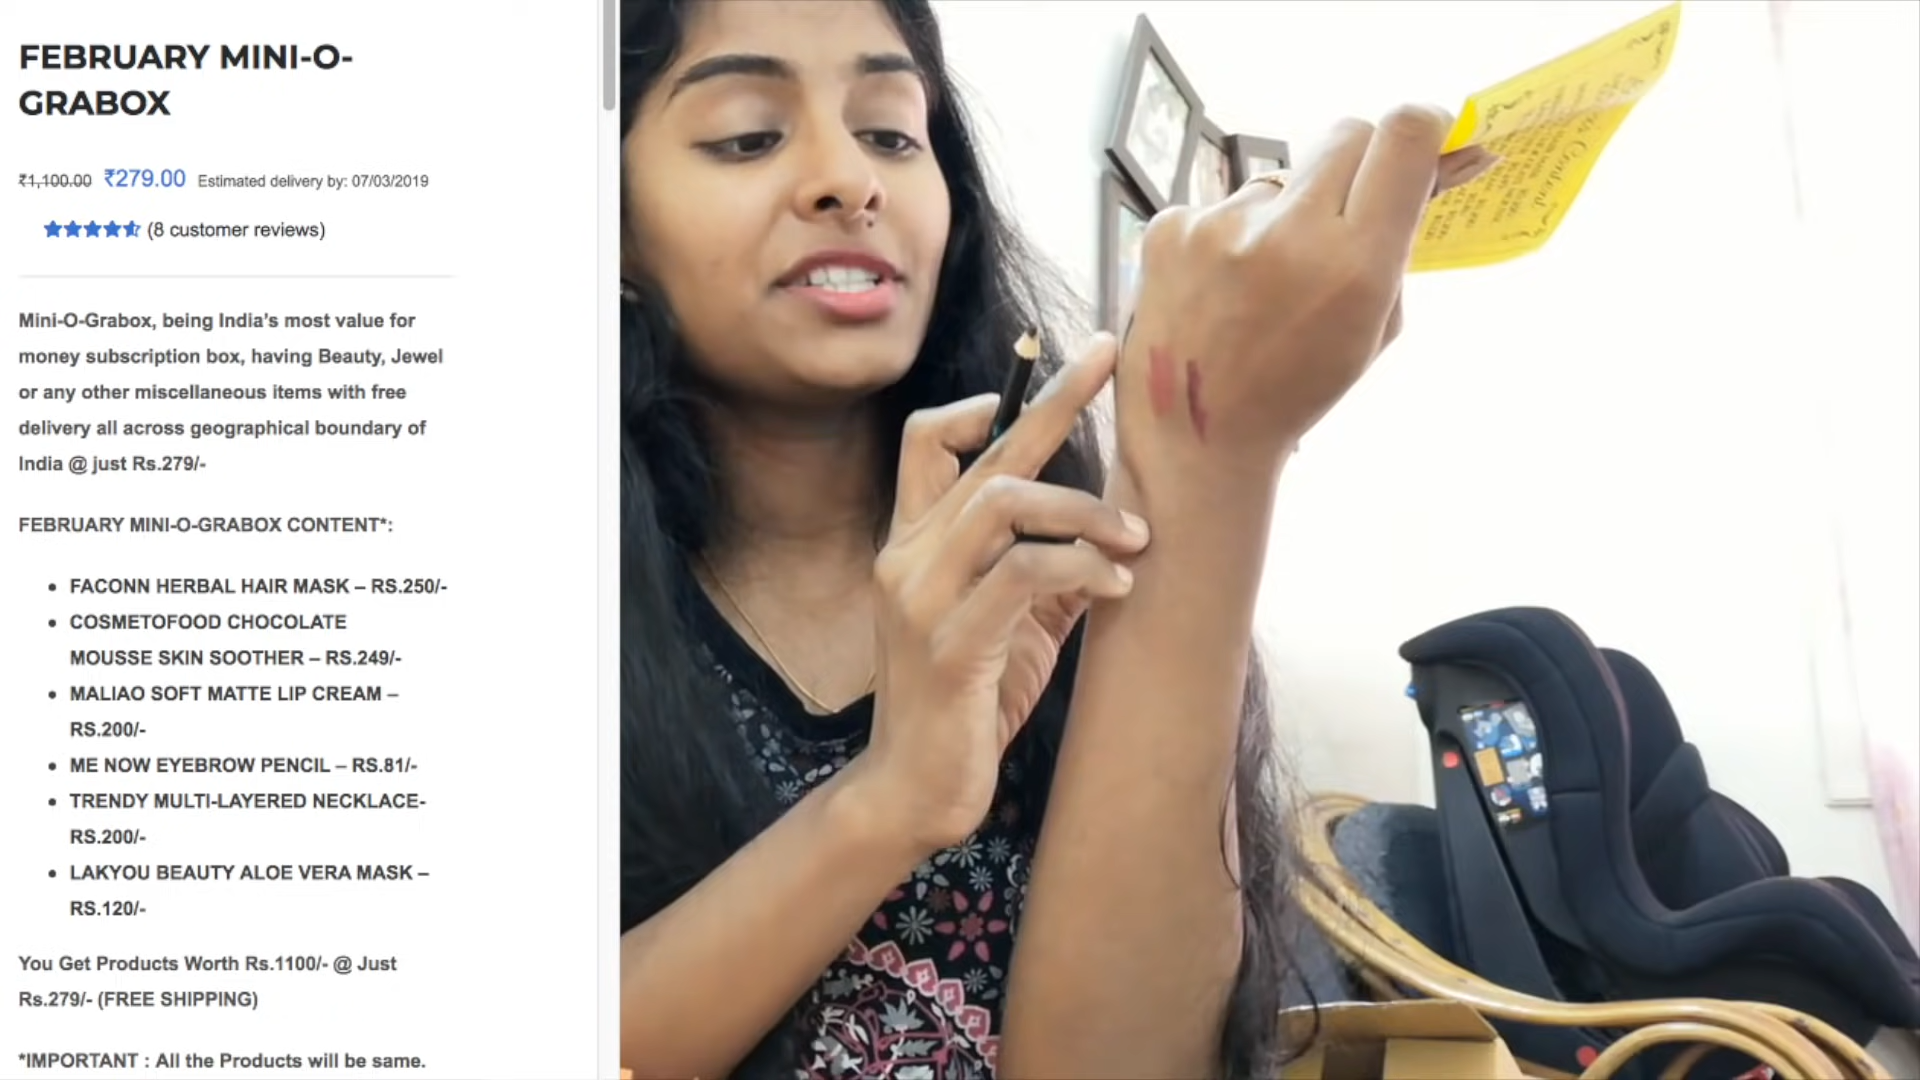 FEBRUARY MINI-O-
GRABOX
₹1,100.00 ₹279.00 Estimated delivery by: 07/03/2019
(8 customer reviews)
Mini-O-Grabox, being India's most value for
money subscription box, having Beauty, Jewel
or any other miscellaneous items with free
delivery all across geographical boundary of
India @ just Rs.279/-
FEBRUARY MINI-O-GRABOX CONTENT*:
• FACONN HERBAL HAIR MASK – RS.250/-
• COSMETOFOOD CHOCOLATE
MOUSSE SKIN SOOTHER – RS.249/-
• MALIAO SOFT MATTE LIP CREAM –
RS.200/-
• ME NOW EYEBROW PENCIL – RS.81/-
• TRENDY MULTI-LAYERED NECKLACE-
RS.200/-
• LAKYOU BEAUTY ALOE VERA MASK –
RS.120/-
You Get Products Worth Rs.1100/- @ Just
Rs.279/- (FREE SHIPPING)
*IMPORTANT : All the Products will be same.